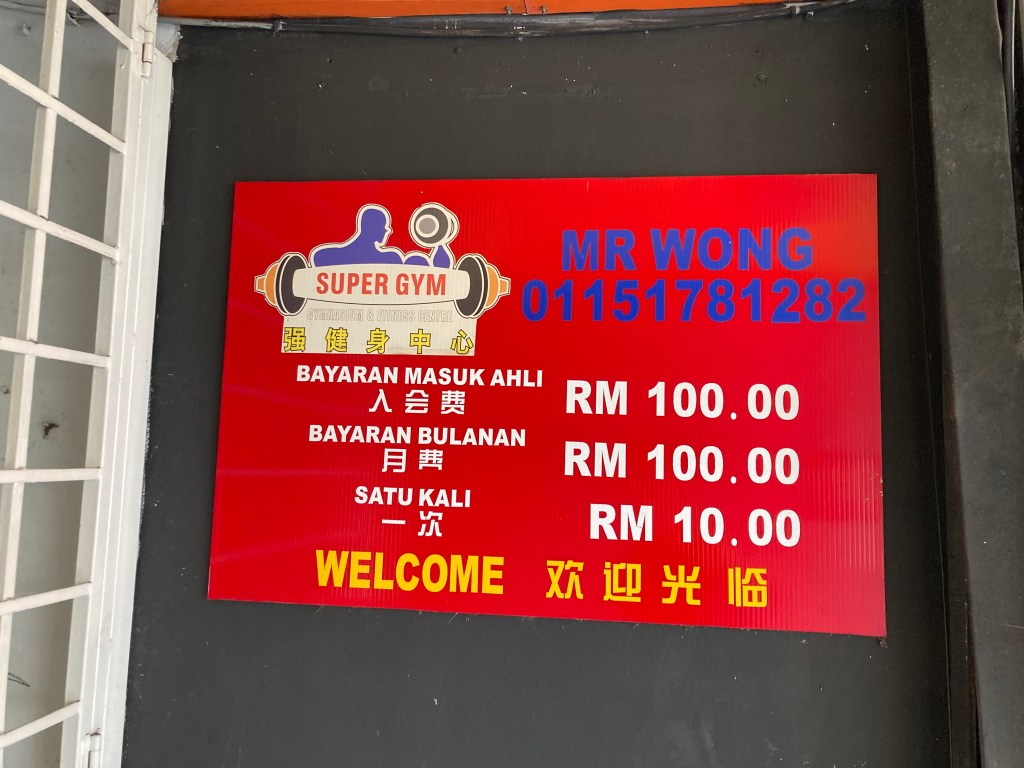 SUPER GYM
GYMNASIUM & FITNESS CENTRE
强健身中心
MR WONG
01151781282
BAYARAN MASUK AHLI
入会费
RM 100.00
BAYARAN BULANAN
月费
RM 100.00
SATU KALI
一次
RM 10.00
WELCOME 欢迎光临